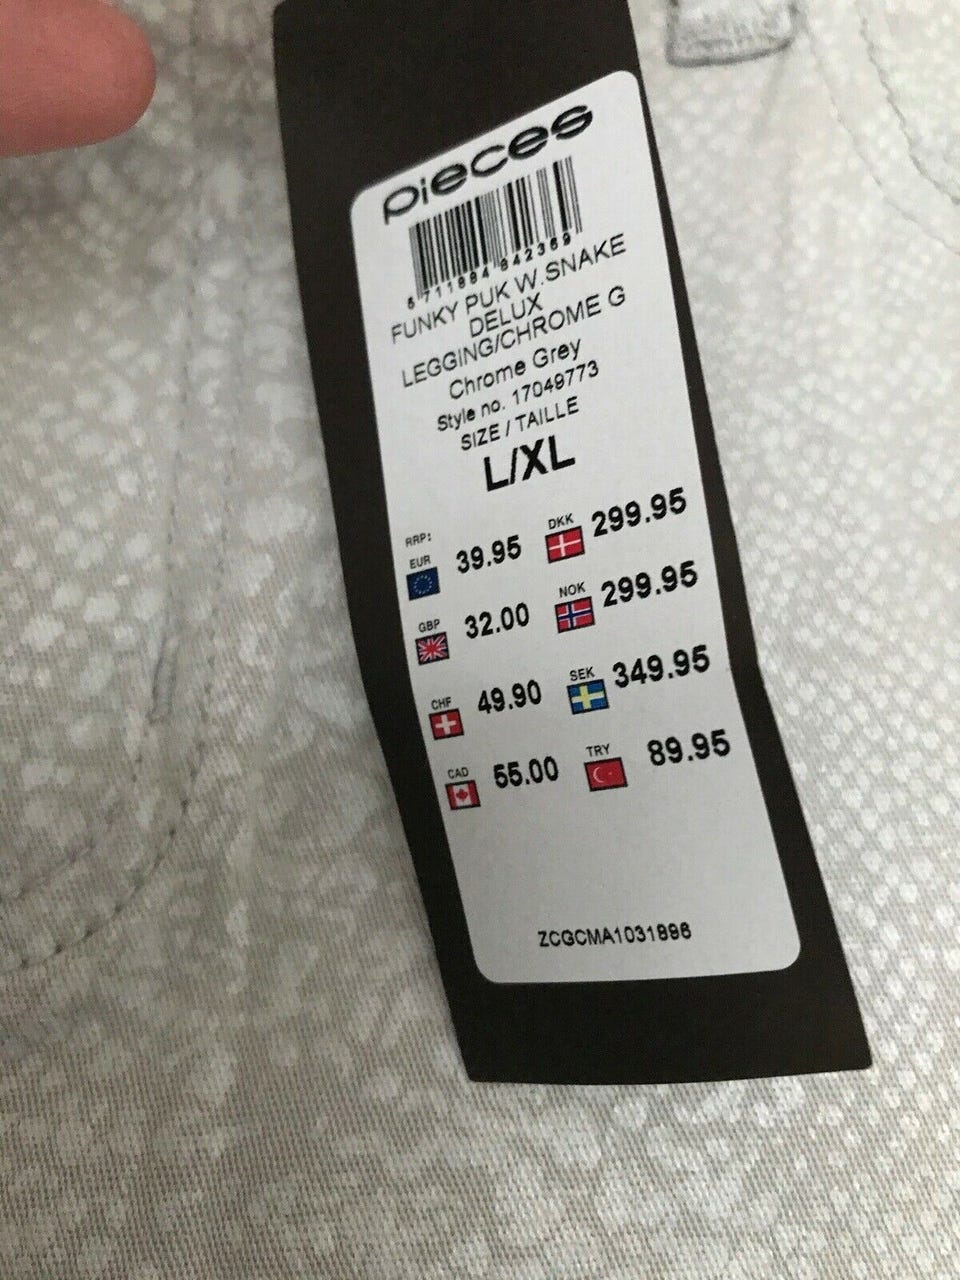 pieces
5 711984 842369
FUNKY PUK W.SNAKE
DELUX
LEGGING/CHROME G
Chrome Grey
Style no. 17049773
SIZE / TAILLE
L/XL
RRP:
EUR 39.95 DKK 299.95
GBP 32.00 NOK 299.95
CHF 49.90 SEK 349.95
CAD 55.00 TRY 89.95
ZCGCMA1031896